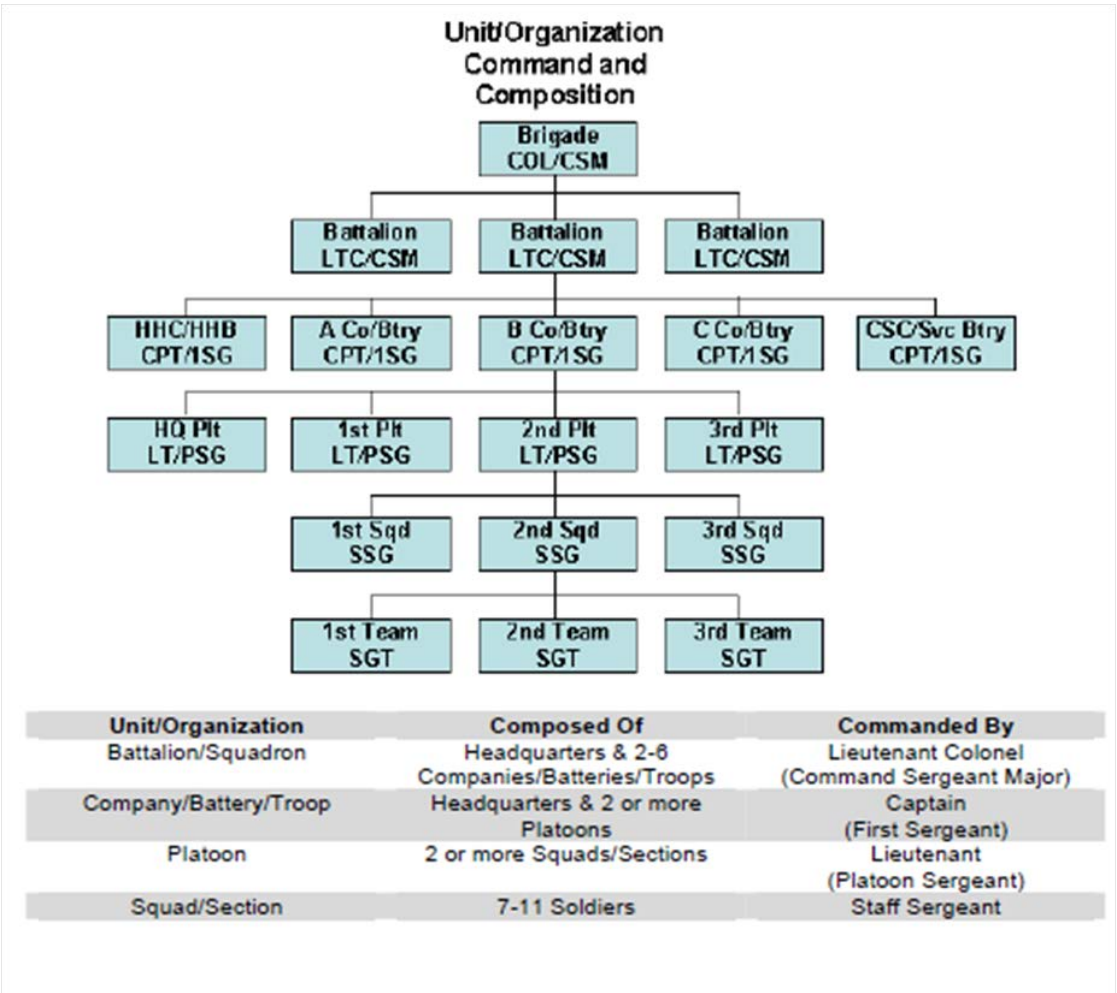 Unit/Organization
Command and
Composition
Brigade
COL/CSM
Battalion
LTC/CSM
Battalion
LTC/CSM
Battalion
LTC/CSM
HHC/HHB
CPT/1SG
A Co/Btry
CPT/1SG
B Co/Btry
CPT/1SG
C Co/Btry
CPT/1SG
CSC/Svc Btry
CPT/1SG
HQ Plt
LT/PSG
1st Plt
LT/PSG
2nd Plt
LT/PSG
3rd Plt
LT/PSG
1st Sqd
SSG
2nd Sqd
SSG
3rd Sqd
SSG
1st Team
SGT
2nd Team
SGT
3rd Team
SGT
Unit/Organization Composed Of Commanded By
Battalion/Squadron Headquarters & 2-6 Lieutenant Colonel
Companies/Batteries/Troops (Command Sergeant Major)
Company/Battery/Troop Headquarters & 2 or more Captain
Platoons (First Sergeant)
Platoon 2 or more Squads/Sections Lieutenant
(Platoon Sergeant)
Squad/Section 7-11 Soldiers Staff Sergeant